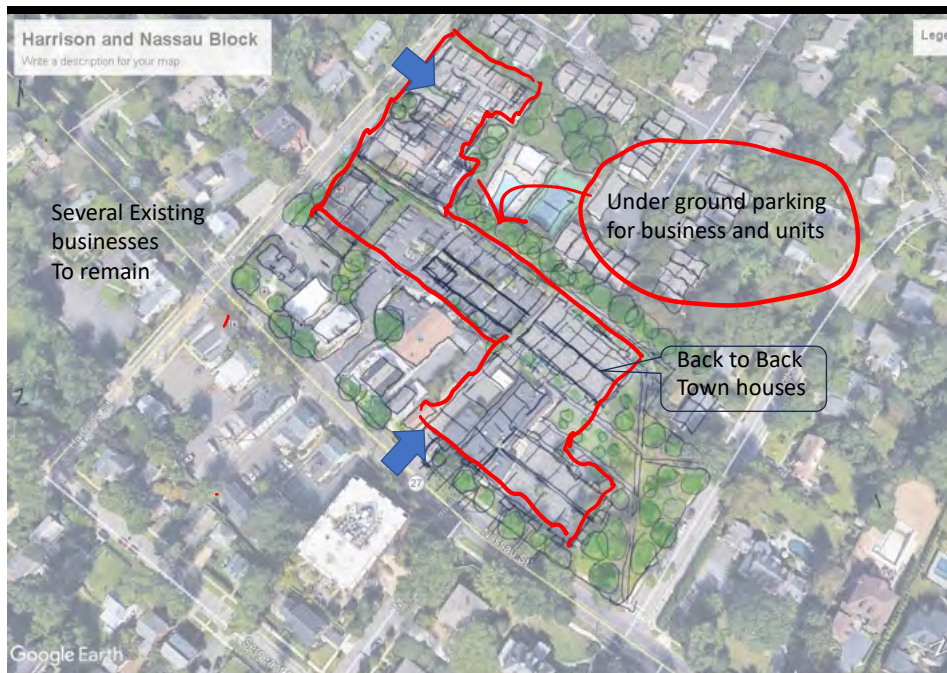 Harrison and Nassau Block
Write a description for your map
Lege
Under ground parking
for business and units
Several Existing
businesses
To remain
Back to Back
Town houses
27
Nassau St
Google Earth